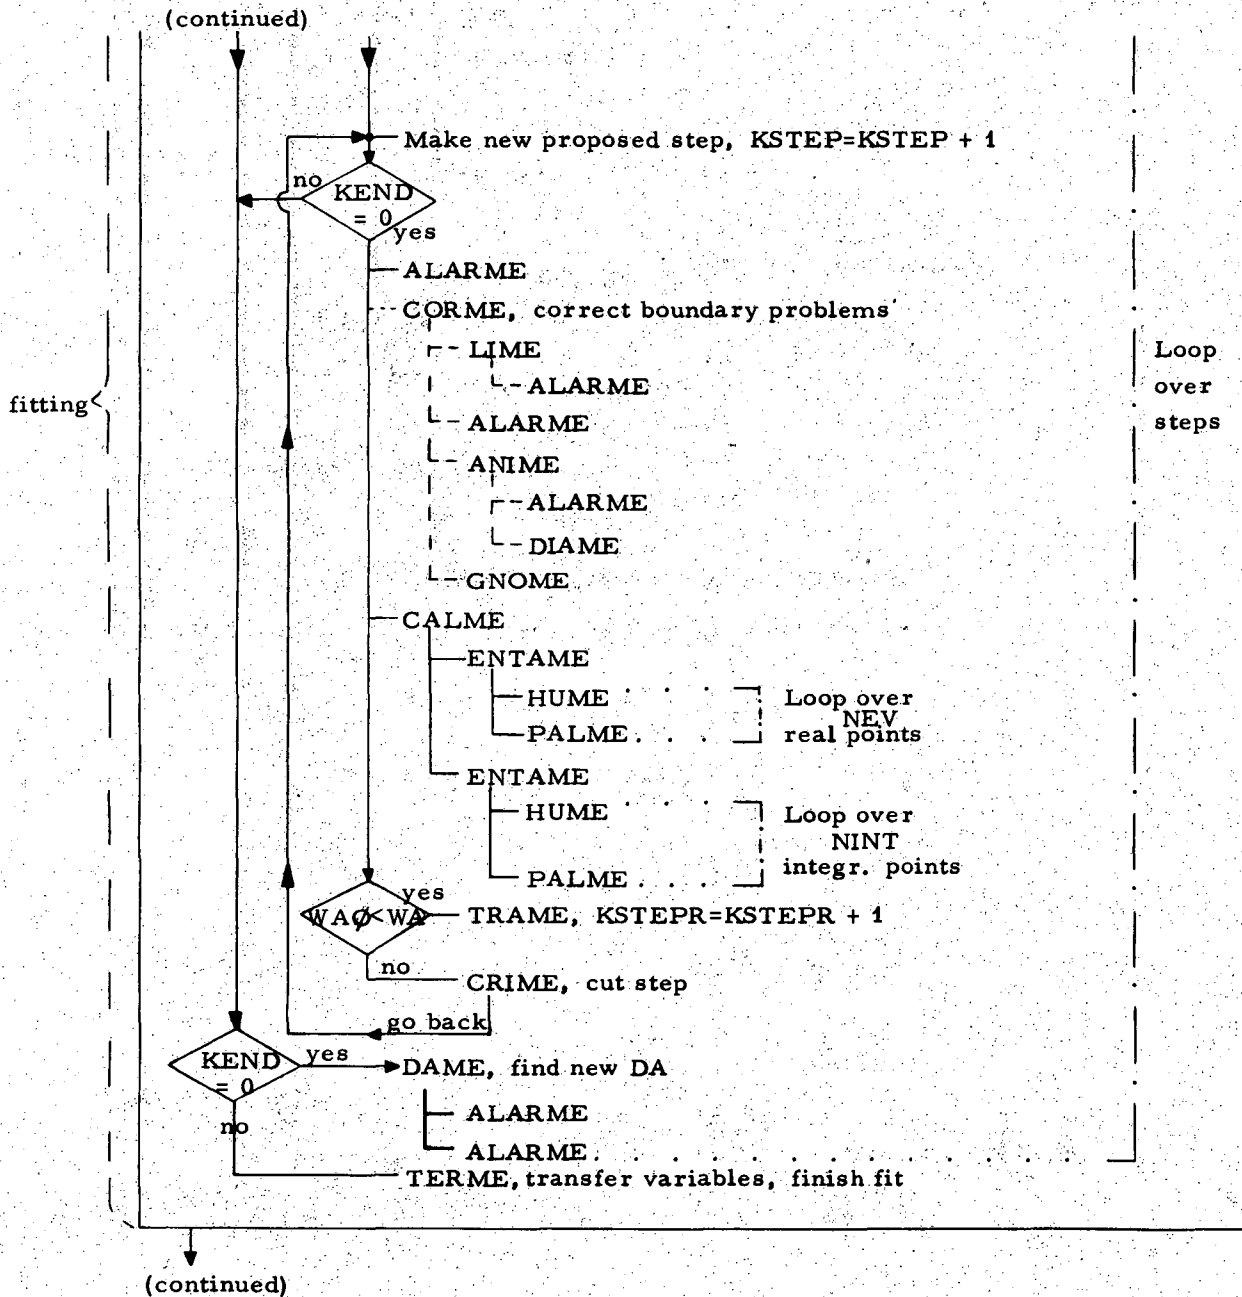 (continued)
Make new proposed step, KSTEP=KSTEP + 1
no
KEND
= 0
yes
ALARME
CORME, correct boundary problems
LIME
ALARME
ALARME
ANIME
ALARME
DIAME
GNOME
fitting
Loop
over
steps
CALME
ENTAME
HUME . . .
PALME . . .
Loop over
NEV
real points
ENTAME
HUME . . .
PALME . . .
Loop over
NINT
integr. points
yes
WAØ<WA
TRAME, KSTEPR=KSTEPR + 1
no
CRIME, cut step
go back
KEND
= 0
yes
DAME, find new DA
ALARME
ALARME . . . . . . . . . . . . .
no
TERME, transfer variables, finish fit
(continued)